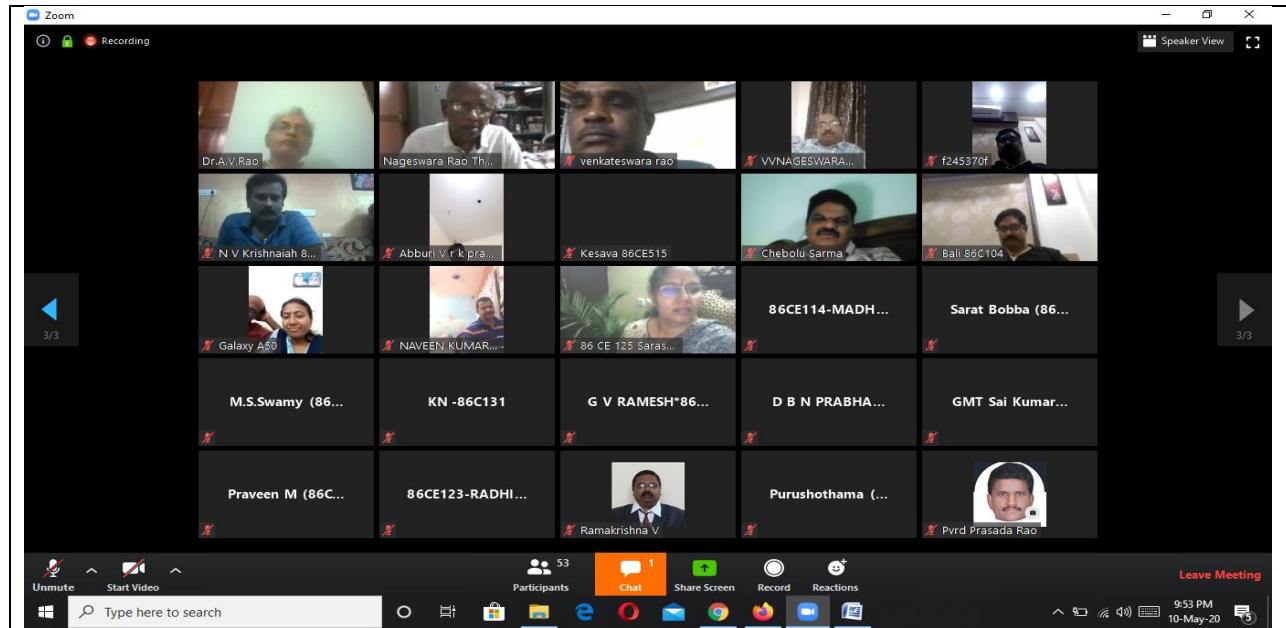 Zoom
Recording
Speaker View
Dr.A.V.Rao
Nageswara Rao Th...
venkateswara rao
VVNAGESWARA...
f245370f
N V Krishnaiah 8...
Abburi V r k pra...
Kesava 86CE515
Chebolu Sarma
Bali 86C104
Galaxy A50
NAVEEN KUMAR...
86 CE 125 Saras...
86CE114-MADH...
Sarat Bobba (86...
3/3
3/3
M.S.Swamy (86...
KN -86C131
G V RAMESH*86...
D B N PRABHA...
GMT Sai Kumar...
Praveen M (86C...
86CE123-RADHI...
Ramakrishna V
Purushothama (...
Pvrd Prasada Rao
Unmute
Start Video
53
Participants
1
Chat
Share Screen
Record
Reactions
Leave Meeting
Type here to search
9:53 PM
10-May-20
5